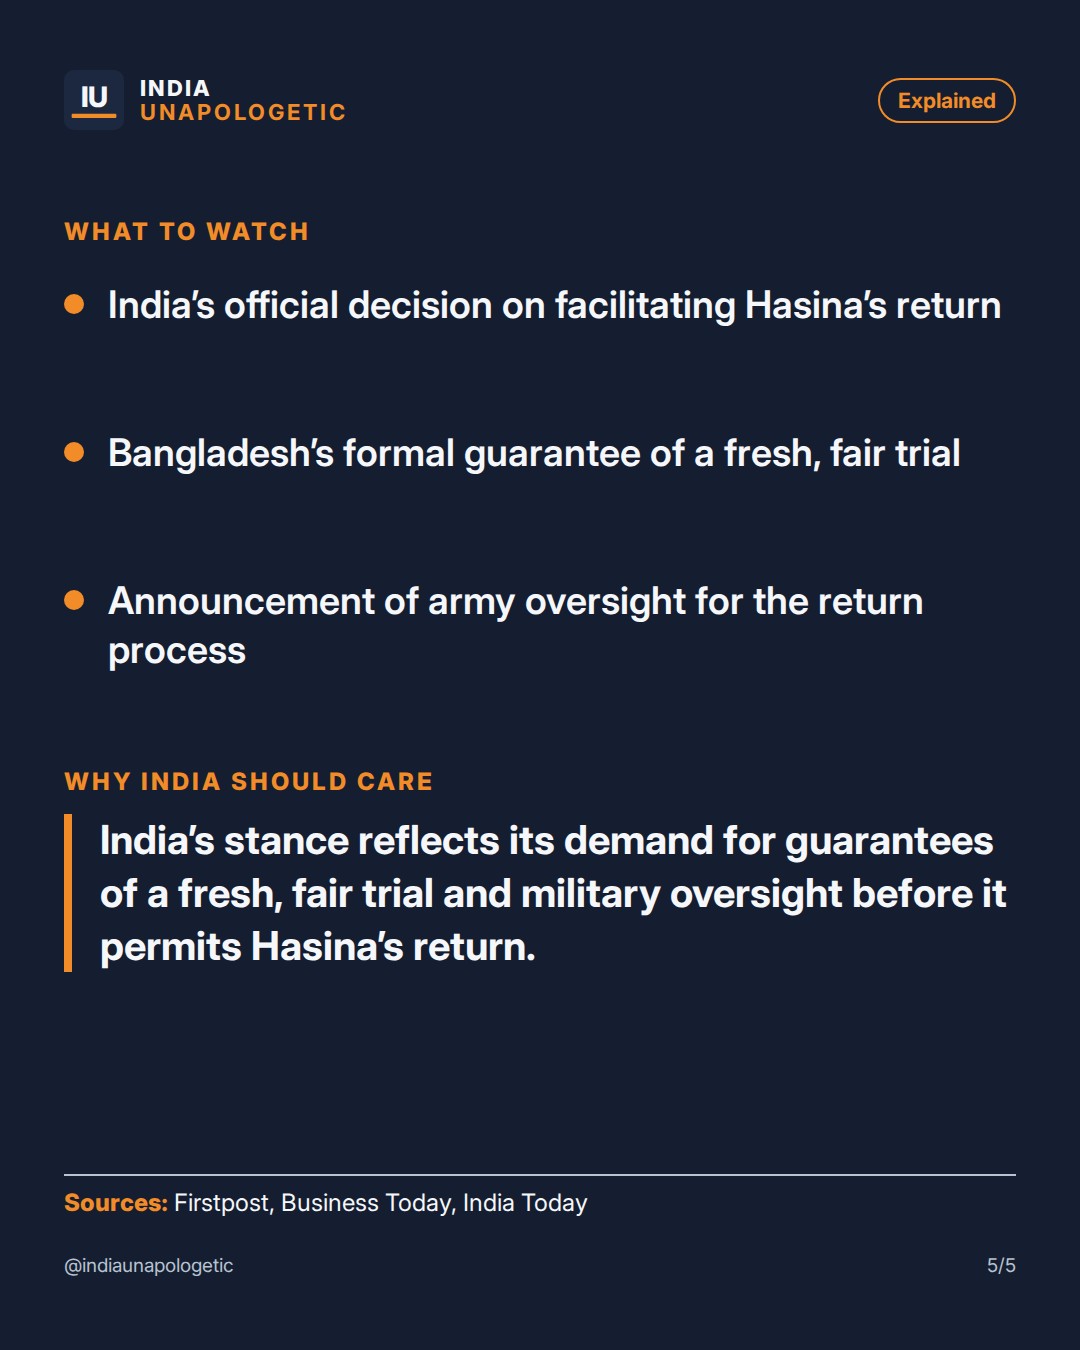 IU
INDIA
UNAPOLOGETIC
Explained
WHAT TO WATCH
India’s official decision on facilitating Hasina’s return
Bangladesh’s formal guarantee of a fresh, fair trial
Announcement of army oversight for the return
process
WHY INDIA SHOULD CARE
India’s stance reflects its demand for guarantees
of a fresh, fair trial and military oversight before it
permits Hasina’s return.
Sources: Firstpost, Business Today, India Today
@indiaunapologetic
5/5